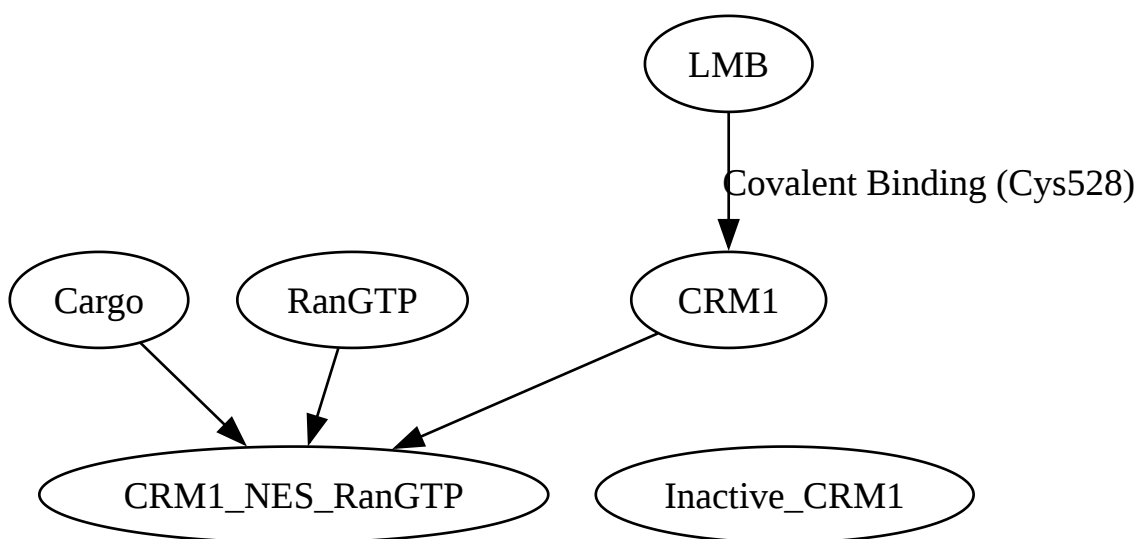 LMB
Covalent Binding (Cys528)
Cargo
RanGTP
CRM1
CRM1_NES_RanGTP
Inactive_CRM1